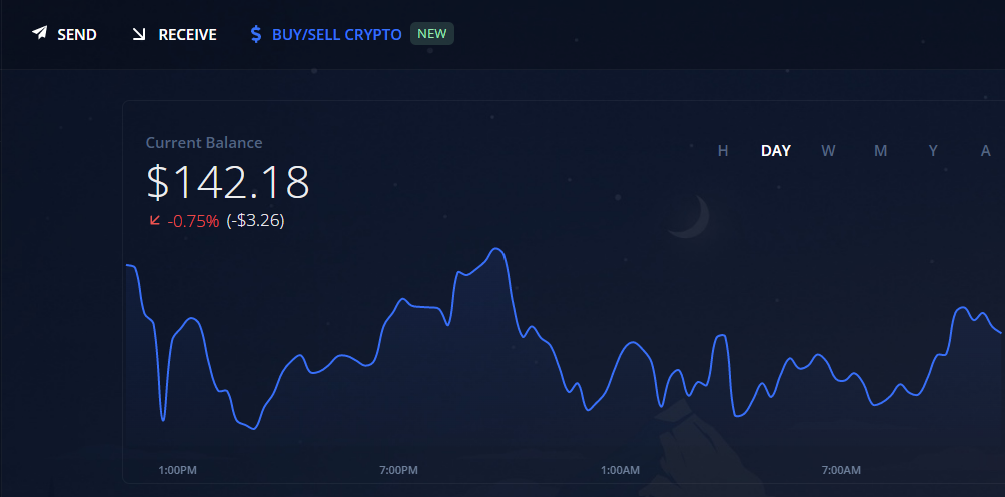 SEND RECEIVE $ BUY/SELL CRYPTO NEW
Current Balance
H DAY W M Y A
$142.18
-0.75% (-$3.26)
1:00PM 7:00PM 1:00AM 7:00AM